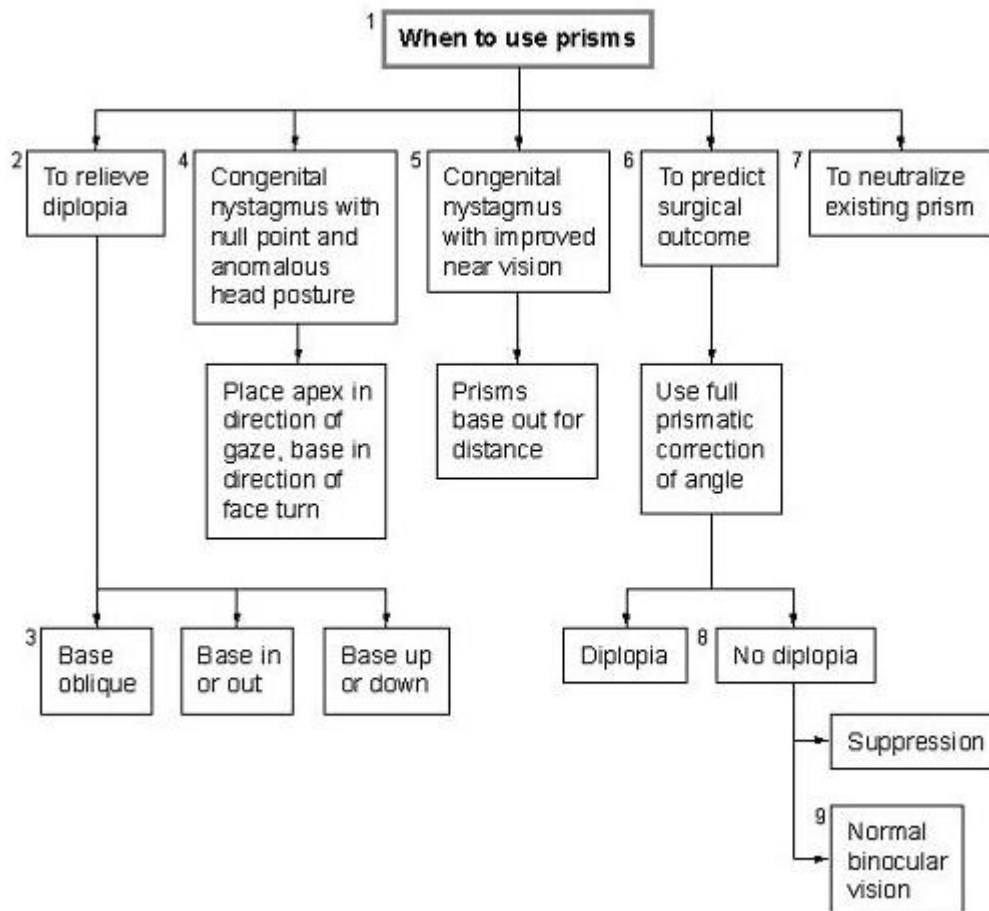 1
When to use prisms
2
To relieve
diplopia
4
Congenital
nystagmus with
null point and
anomalous
head posture
5
Congenital
nystagmus
with improved
near vision
6
To predict
surgical
outcome
7
To neutralize
existing prism
Place apex in
direction of
gaze, base in
direction of
face turn
Prisms
base out for
distance
Use full
prismatic
correction
of angle
3
Base
oblique
Base in
or out
Base up
or down
Diplopia
8
No diplopia
Suppression
9
Normal
binocular
vision